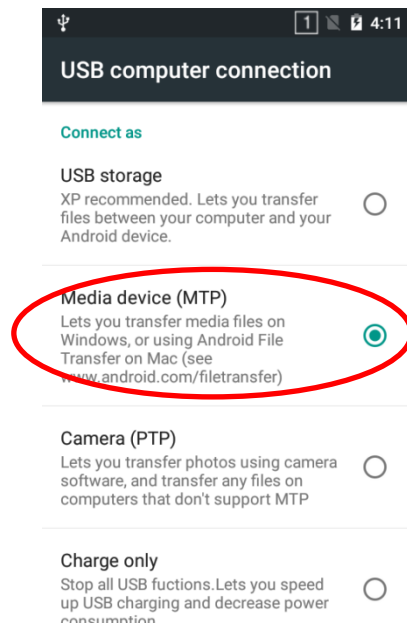 1 4:11
USB computer connection
Connect as
USB storage
XP recommended. Lets you transfer
files between your computer and your
Android device.
Media device (MTP)
Lets you transfer media files on
Windows, or using Android File
Transfer on Mac (see
www.android.com/filetransfer)
Camera (PTP)
Lets you transfer photos using camera
software, and transfer any files on
computers that don't support MTP
Charge only
Stop all USB fuctions.Lets you speed
up USB charging and decrease power
consumption